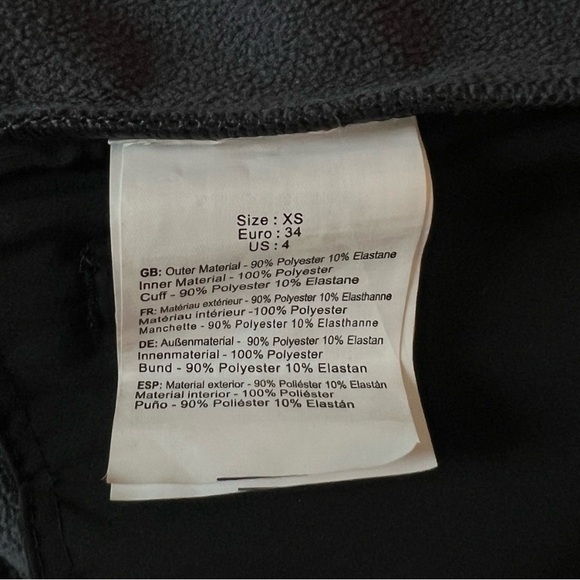 Size : XS
Euro : 34
US : 4
GB: Outer Material - 90% Polyester 10% Elastane
Inner Material - 100% Polyester
Cuff - 90% Polyester 10% Elastane
FR: Matériau extérieur - 90% Polyester 10% Elasthanne
Matériau intérieur -100% Polyester
Manchette - 90% Polyester 10% Elasthanne
DE: Außenmaterial - 90% Polyester 10% Elastan
Innenmaterial - 100% Polyester
Bund - 90% Polyester 10% Elastan
ESP: Material exterior - 90% Poliéster 10% Elastán
Material interior - 100% Poliéster
Puño - 90% Poliéster 10% Elastán